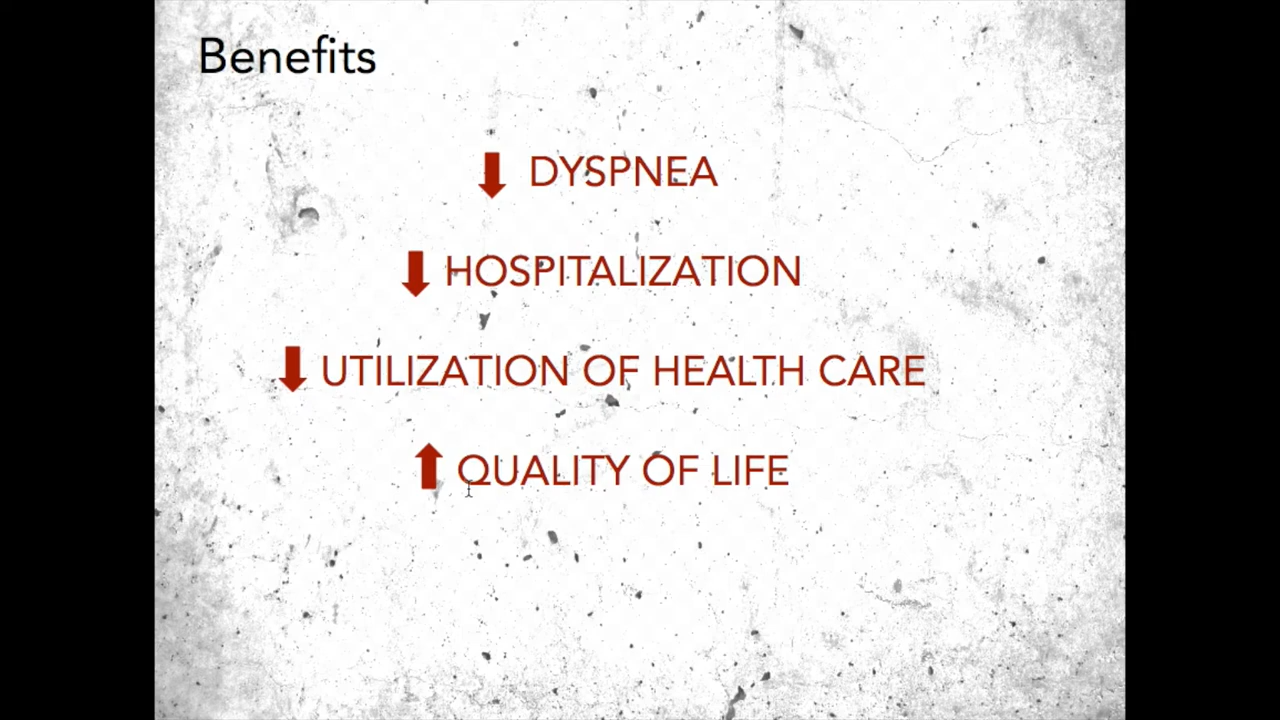 Benefits
DYSPNEA
HOSPITALIZATION
UTILIZATION OF HEALTH CARE
QUALITY OF LIFE